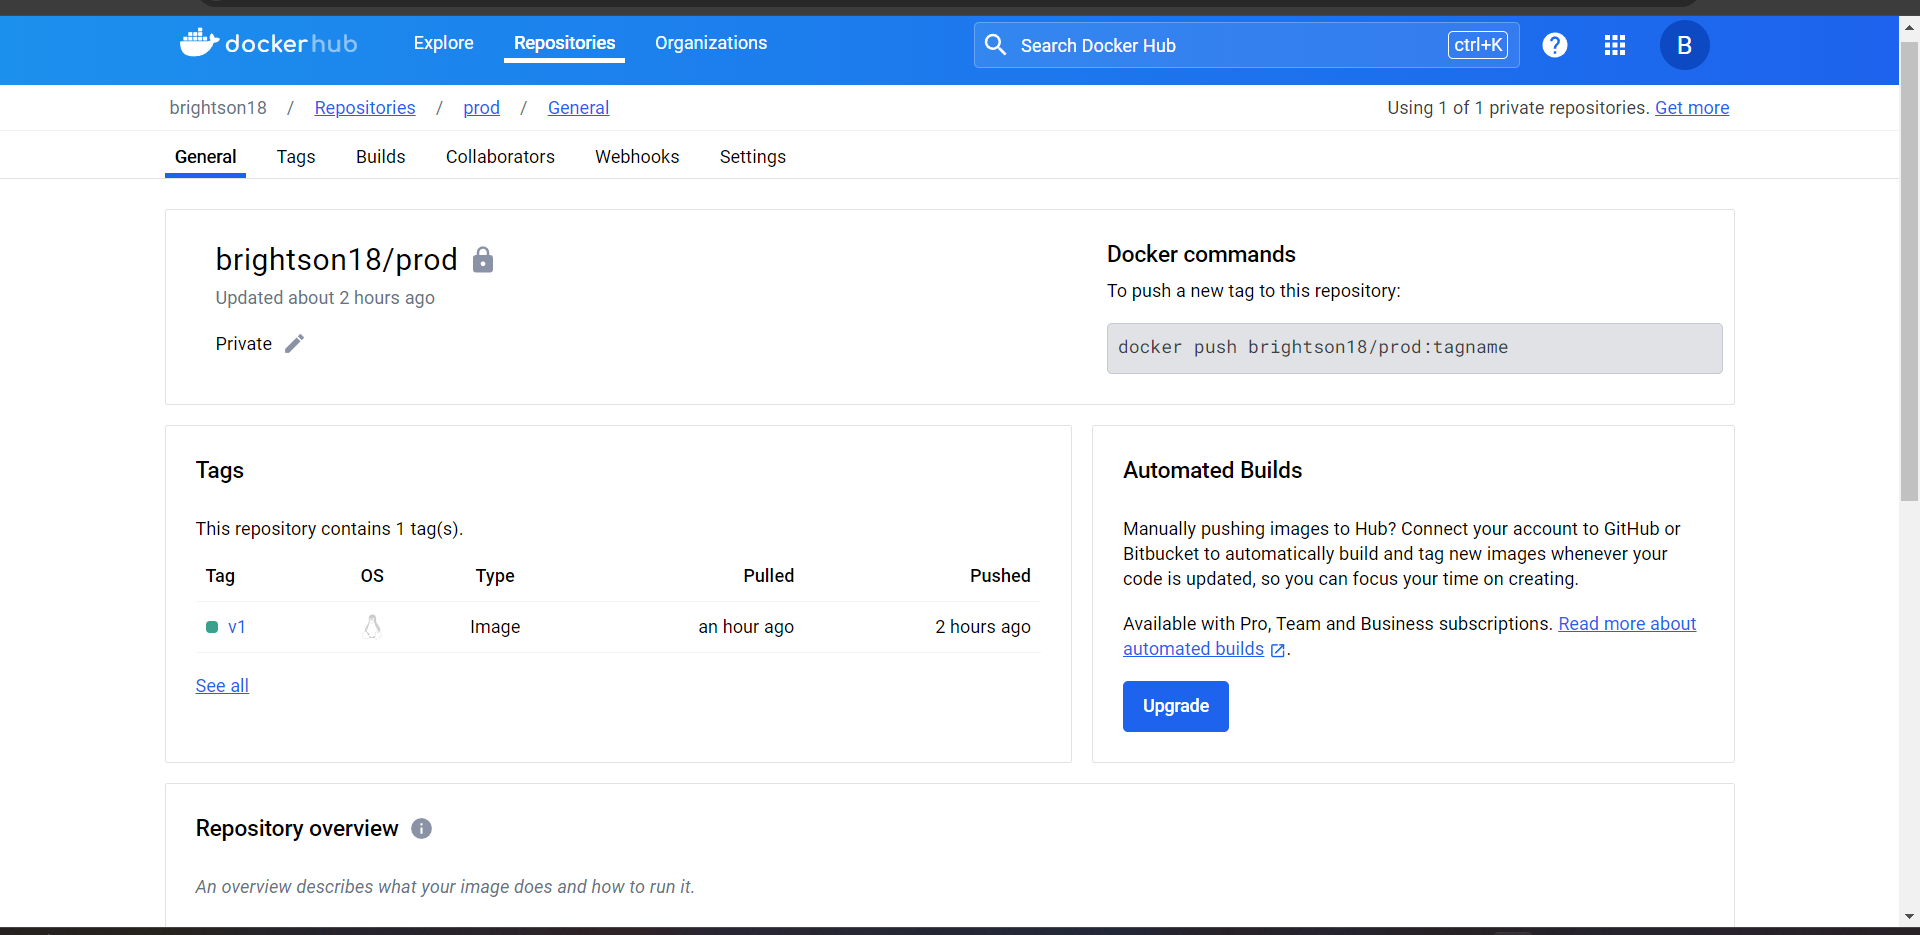 dockerhub Explore Repositories Organizations Search Docker Hub ctrl+K ? B
brightson18 / Repositories / prod / General Using 1 of 1 private repositories. Get more
General Tags Builds Collaborators Webhooks Settings
brightson18/prod
Updated about 2 hours ago
Private
Docker commands
To push a new tag to this repository:
docker push brightson18/prod:tagname
Tags
This repository contains 1 tag(s).
Tag OS Type Pulled Pushed
v1 Image an hour ago 2 hours ago
See all
Automated Builds
Manually pushing images to Hub? Connect your account to GitHub or
Bitbucket to automatically build and tag new images whenever your
code is updated, so you can focus your time on creating.
Available with Pro, Team and Business subscriptions. Read more about
automated builds .
Upgrade
Repository overview i
An overview describes what your image does and how to run it.